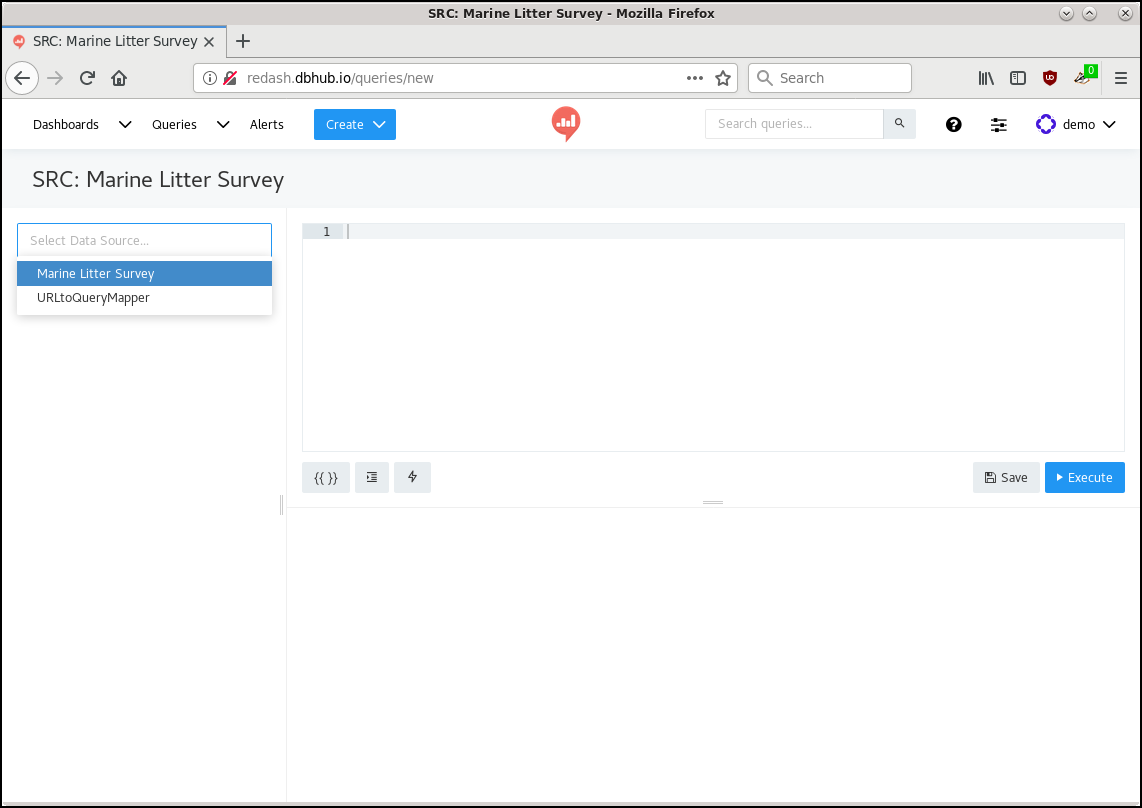 SRC: Marine Litter Survey - Mozilla Firefox
SRC: Marine Litter Survey
redash.dbhub.io/queries/new
Search
0
Dashboards
Queries
Alerts
Create
Search queries...
demo
SRC: Marine Litter Survey
Select Data Source...
Marine Litter Survey
URLtoQueryMapper
1
{{ }}
Save
Execute